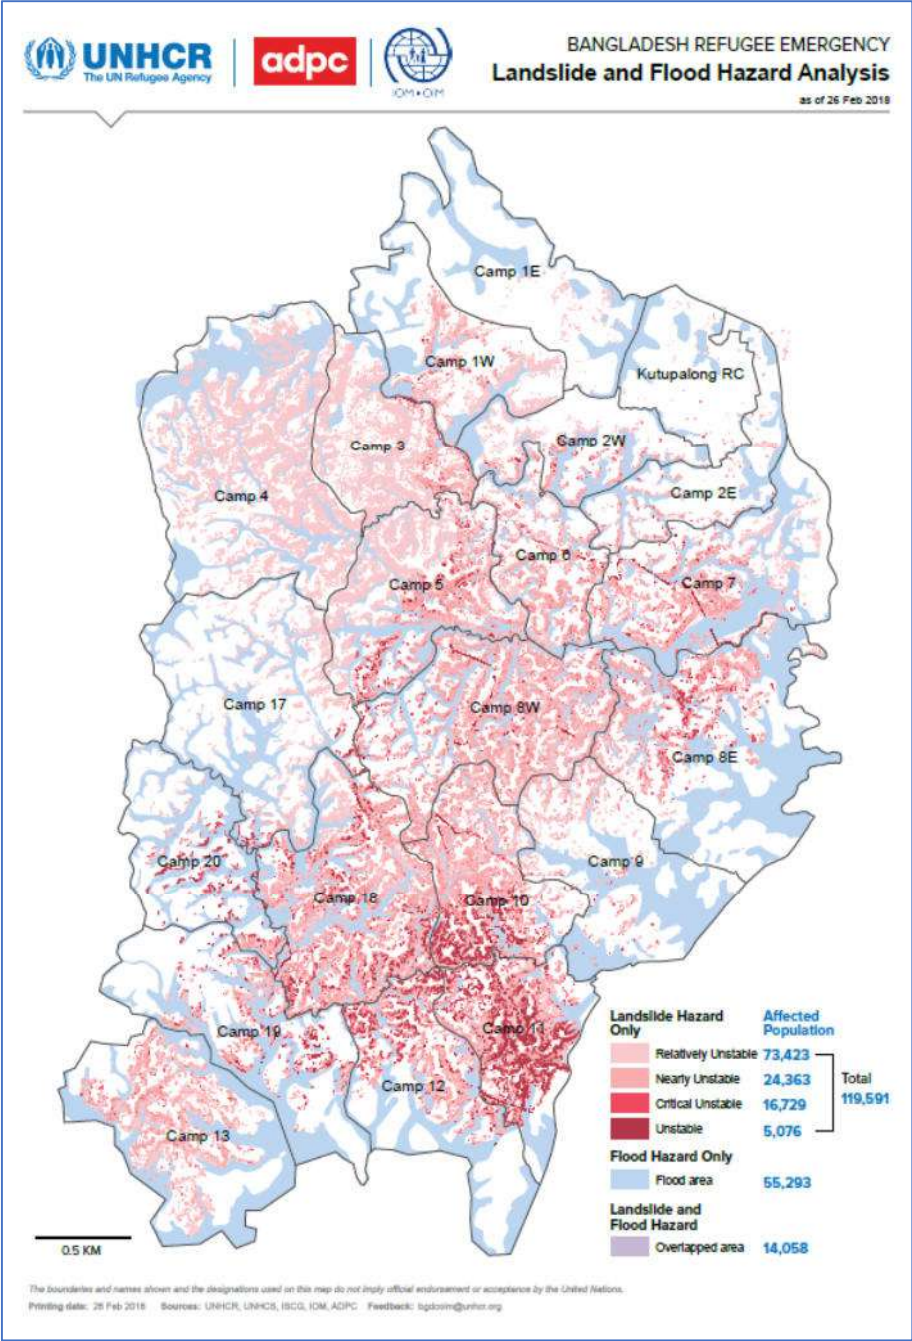 UNHCR
The UN Refugee Agency
adpc
IOM • OIM
BANGLADESH REFUGEE EMERGENCY
Landslide and Flood Hazard Analysis
as of 26 Feb 2018
Camp 1E
Camp 1W
Kutupalong RC
Camp 3
Camp 2W
Camp 4
Camp 2E
Camp 6
Camp 5
Camp 7
Camp 17
Camp 8W
Camp 8E
Camp 20
Camp 9
Camp 18
Camp 10
Camp 19
Camp 11
Camp 12
Camp 13
Landslide Hazard Only
Affected Population
Relatively Unstable 73,423
Nearly Unstable 24,363
Critical Unstable 16,729
Unstable 5,076
Total
119,591
Flood Hazard Only
Flood area 55,293
Landslide and
Flood Hazard
Overlapped area 14,058
0.5 KM
The boundaries and names shown and the designations used on this map do not imply official endorsement or acceptance by the United Nations.
Printing date: 28 Feb 2018 Sources: UNHCR, UNHCS, ISCG, IOM, ADPC Feedback: bgdcoxim@unhcr.org